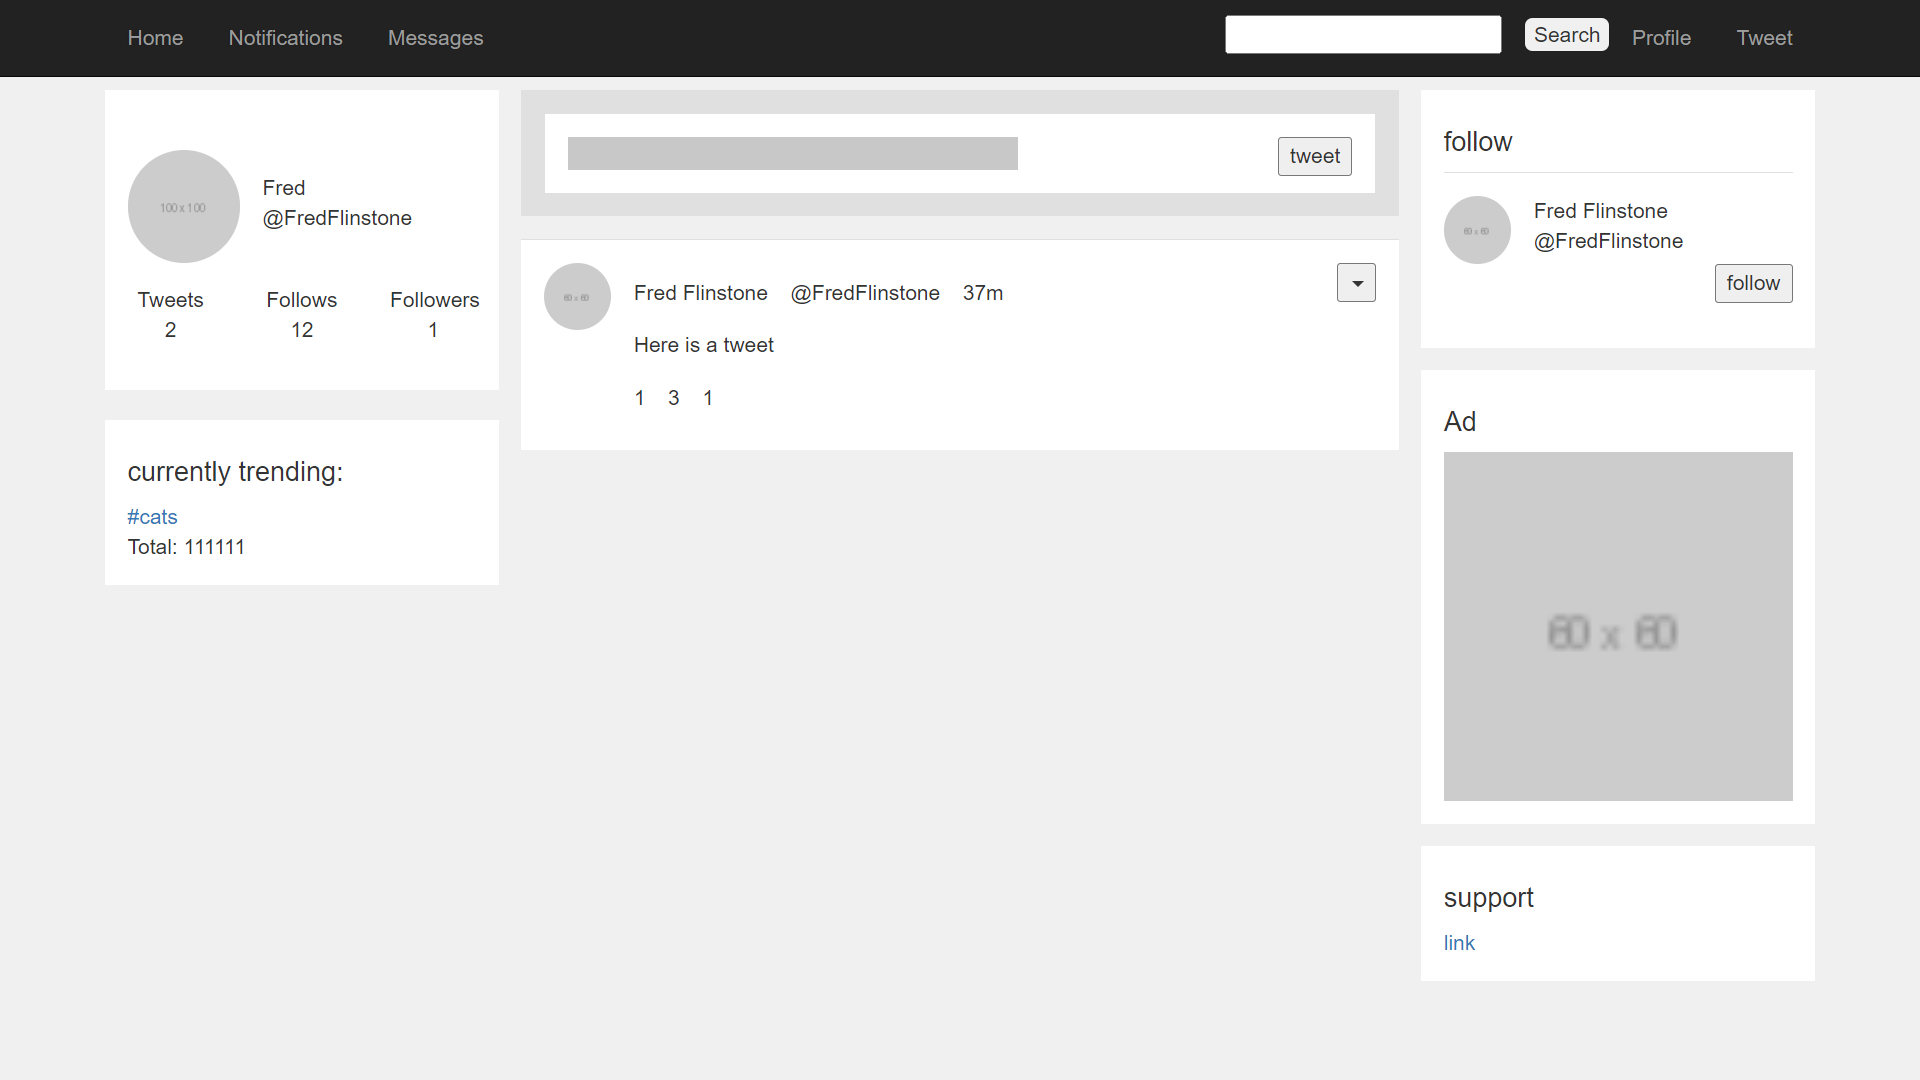 Home Notifications Messages Search Profile Tweet
100 x 100
Fred
@FredFlinstone
Tweets Follows Followers
2 12 1
currently trending:
#cats
Total: 111111
tweet
60 x 60
Fred Flinstone @FredFlinstone 37m
Here is a tweet
1 3 1
follow
60 x 60
Fred Flinstone
@FredFlinstone
follow
Ad
60 x 60
support
link